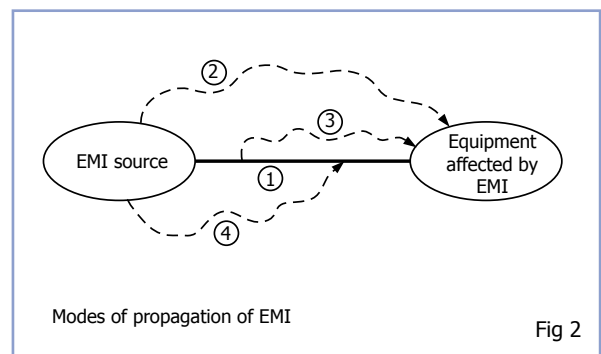 2
3
EMI source
Equipment
affected by
EMI
1
4
Modes of propagation of EMI
Fig 2